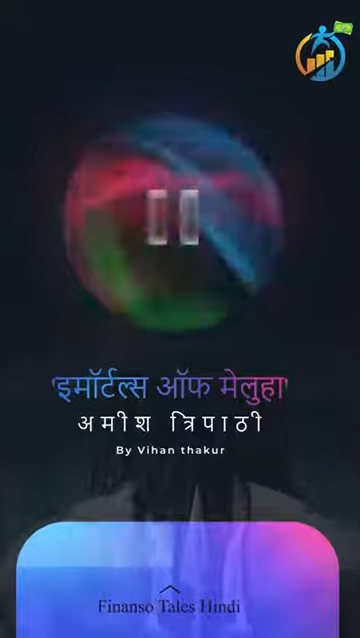 'इमॉर्टल्स ऑफ मेलुहा'
अमीश त्रिपाठी
By Vihan thakur
Finanso Tales Hindi